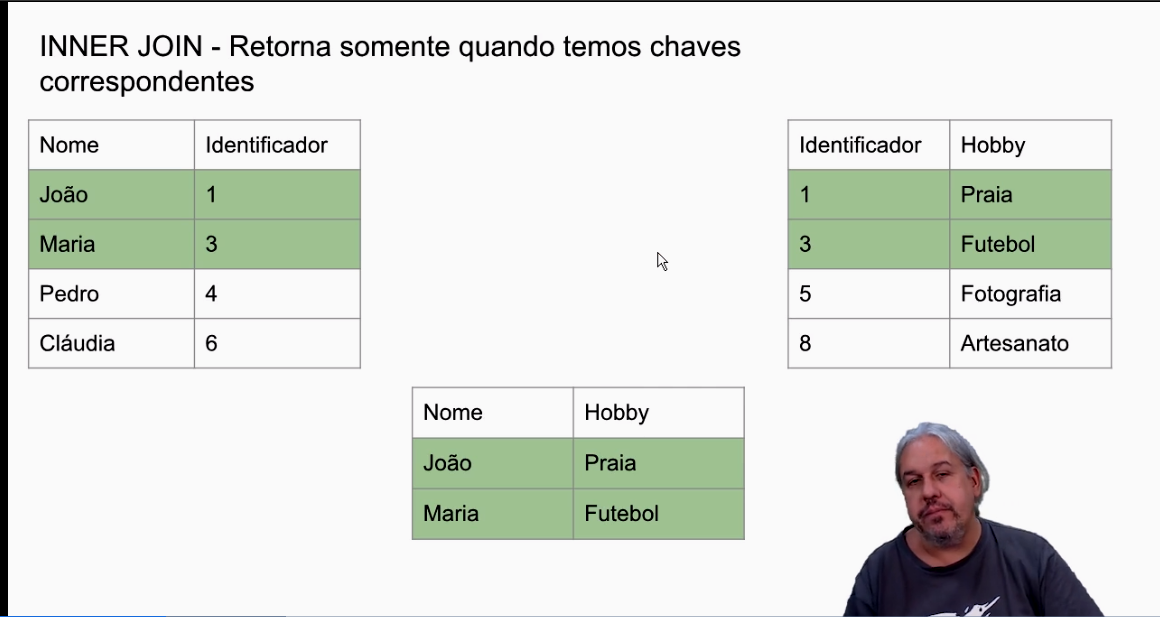 INNER JOIN - Retorna somente quando temos chaves
correspondentes
Nome Identificador
João 1
Maria 3
Pedro 4
Cláudia 6
Identificador Hobby
1 Praia
3 Futebol
5 Fotografia
8 Artesanato
Nome Hobby
João Praia
Maria Futebol